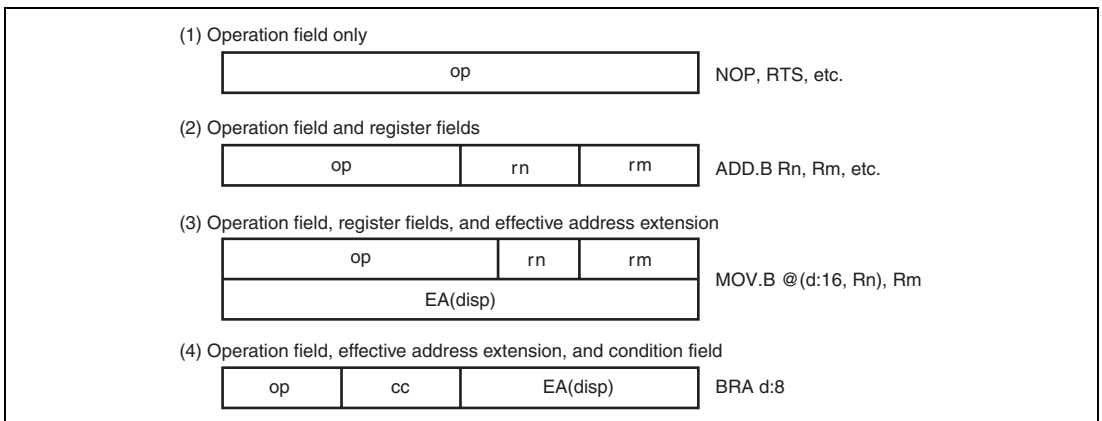 (1) Operation field only
op
NOP, RTS, etc.
(2) Operation field and register fields
op rn rm
ADD.B Rn, Rm, etc.
(3) Operation field, register fields, and effective address extension
op rn rm
EA(disp)
MOV.B @(d:16, Rn), Rm
(4) Operation field, effective address extension, and condition field
op cc EA(disp)
BRA d:8